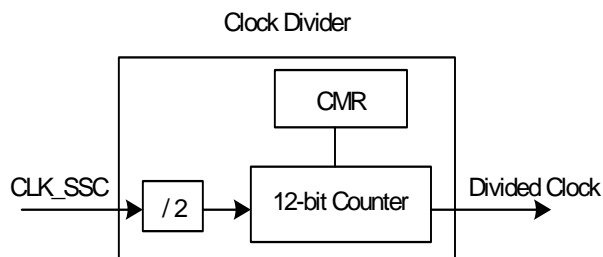 Clock Divider
CMR
CLK_SSC
/ 2
12-bit Counter
Divided Clock